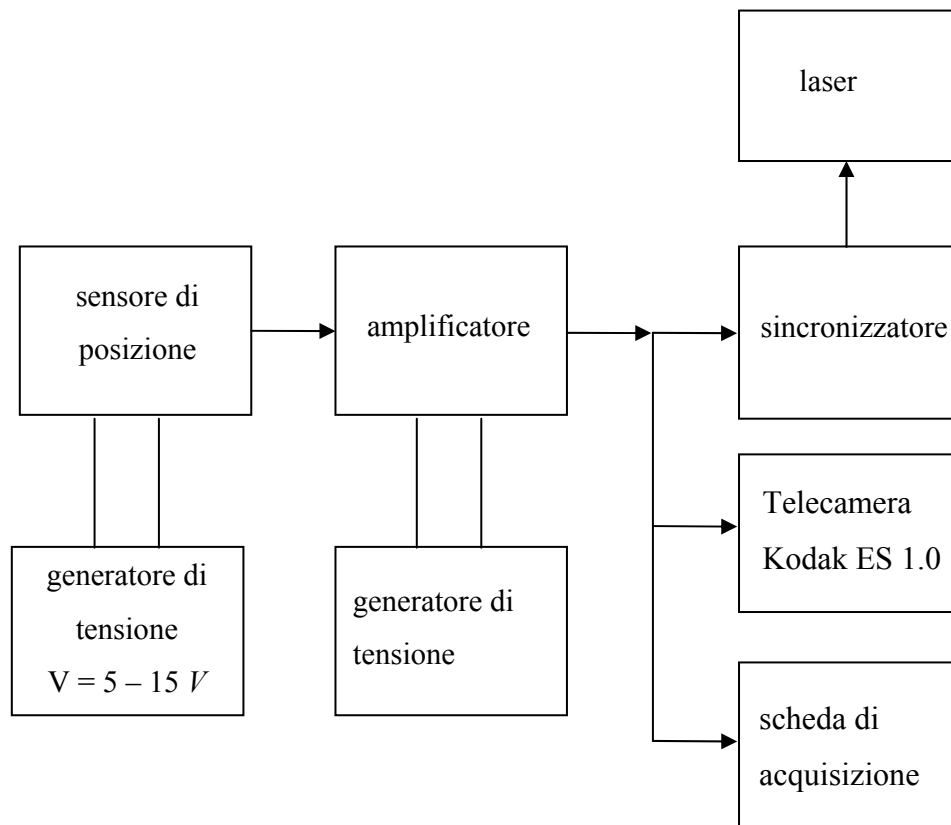 laser
sensore di
posizione
amplificatore
sincronizzatore
Telecamera
Kodak ES 1.0
generatore di
tensione
V = 5 – 15 V
generatore di
tensione
scheda di
acquisizione